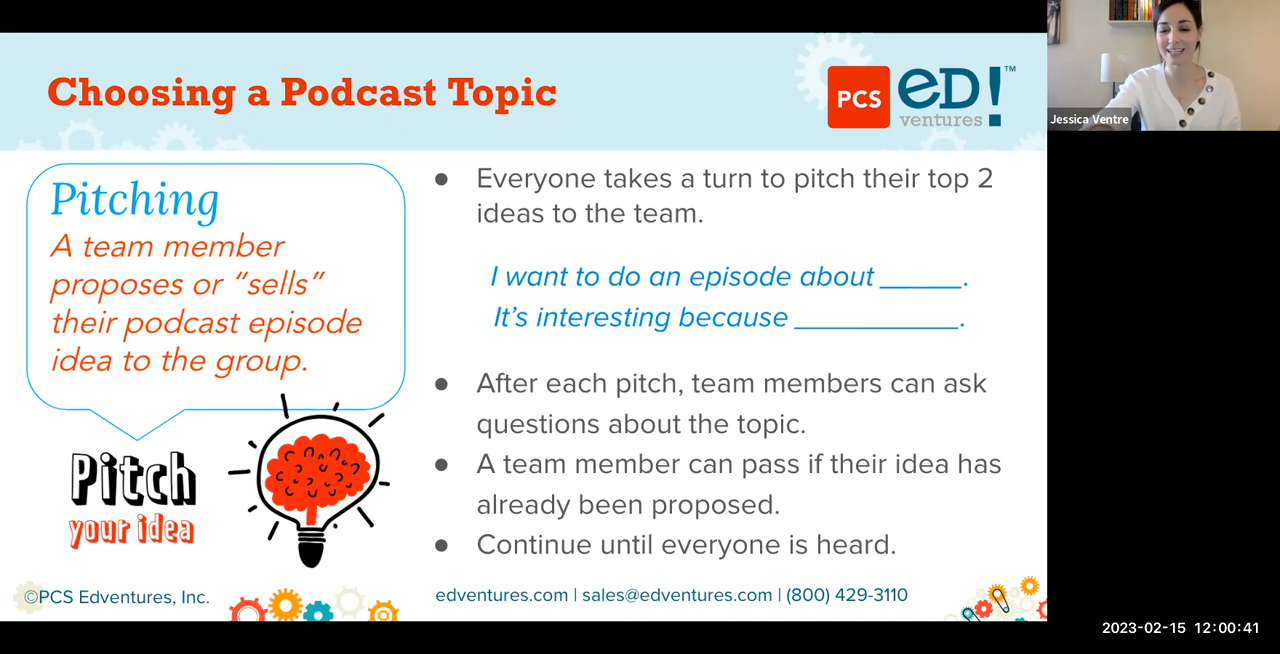 Choosing a Podcast Topic
PCS
ED!™
ventures
Jessica Ventre
Pitching
A team member
proposes or “sells“
their podcast episode
idea to the group.
Pitch
your idea
● Everyone takes a turn to pitch their top 2
ideas to the team.
I want to do an episode about _____.
It’s interesting because __________.
● After each pitch, team members can ask
questions about the topic.
● A team member can pass if their idea has
already been proposed.
● Continue until everyone is heard.
©PCS Edventures, Inc.
edventures.com | sales@edventures.com | (800) 429-3110
2023-02-15 12:00:41